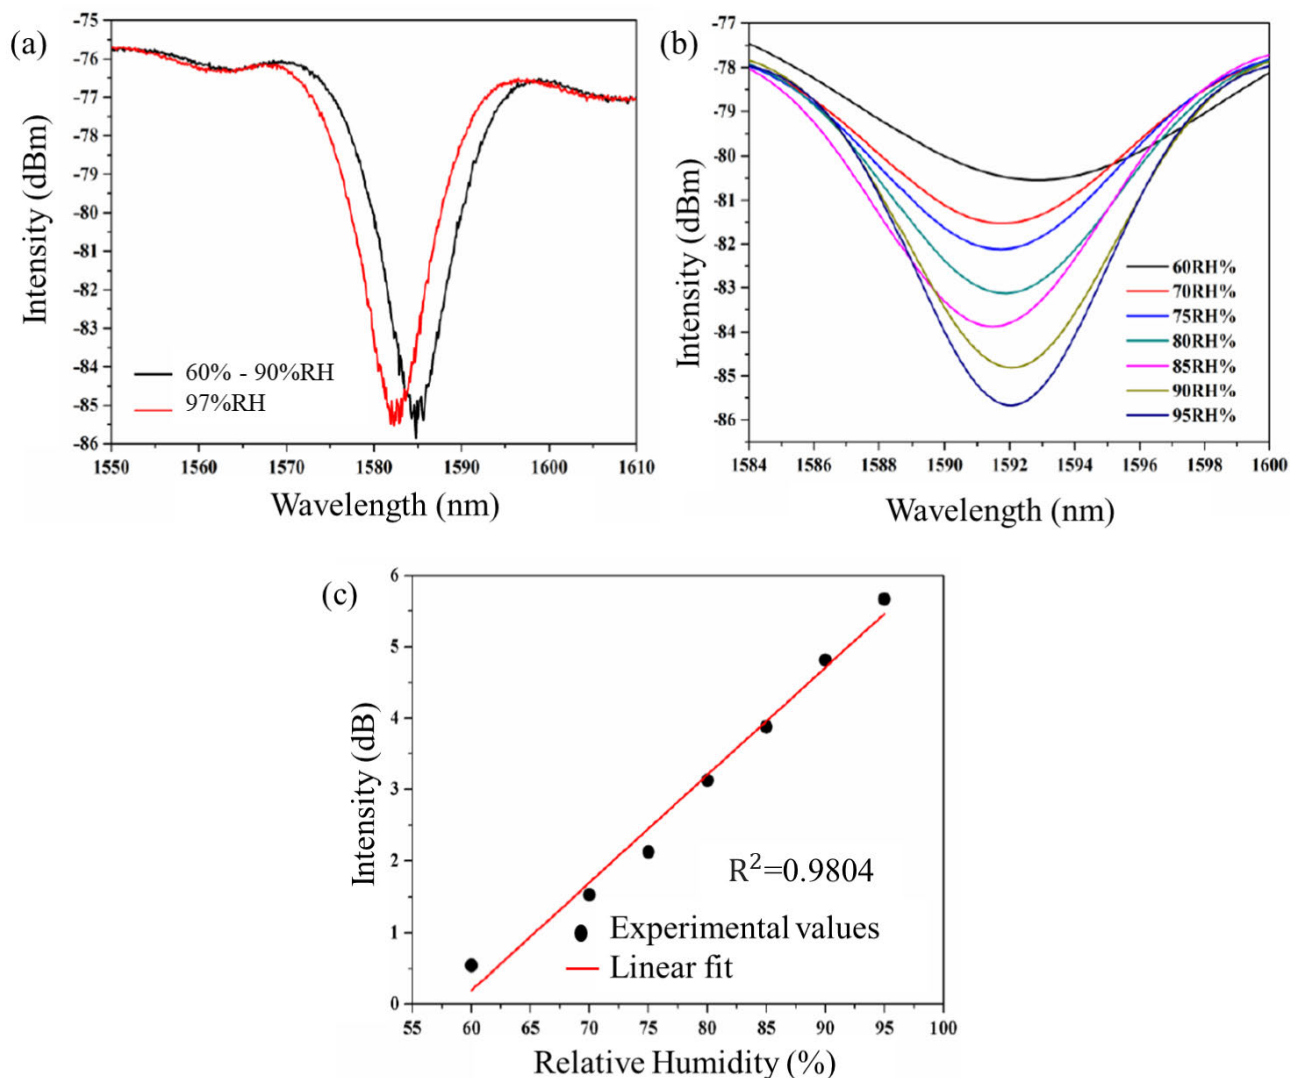 (a)
-75
-76
-77
-78
-79
-80
-81
-82
-83
-84
-85
-86
Intensity (dBm)
60% - 90%RH
97%RH
1550 1560 1570 1580 1590 1600 1610
Wavelength (nm)
(b)
-77
-78
-79
-80
-81
-82
-83
-84
-85
-86
Intensity (dBm)
60RH%
70RH%
75RH%
80RH%
85RH%
90RH%
95RH%
1584 1586 1588 1590 1592 1594 1596 1598 1600
Wavelength (nm)
(c)
6
5
4
3
2
1
0
Intensity (dB)
R²=0.9804
Experimental values
Linear fit
55 60 65 70 75 80 85 90 95 100
Relative Humidity (%)